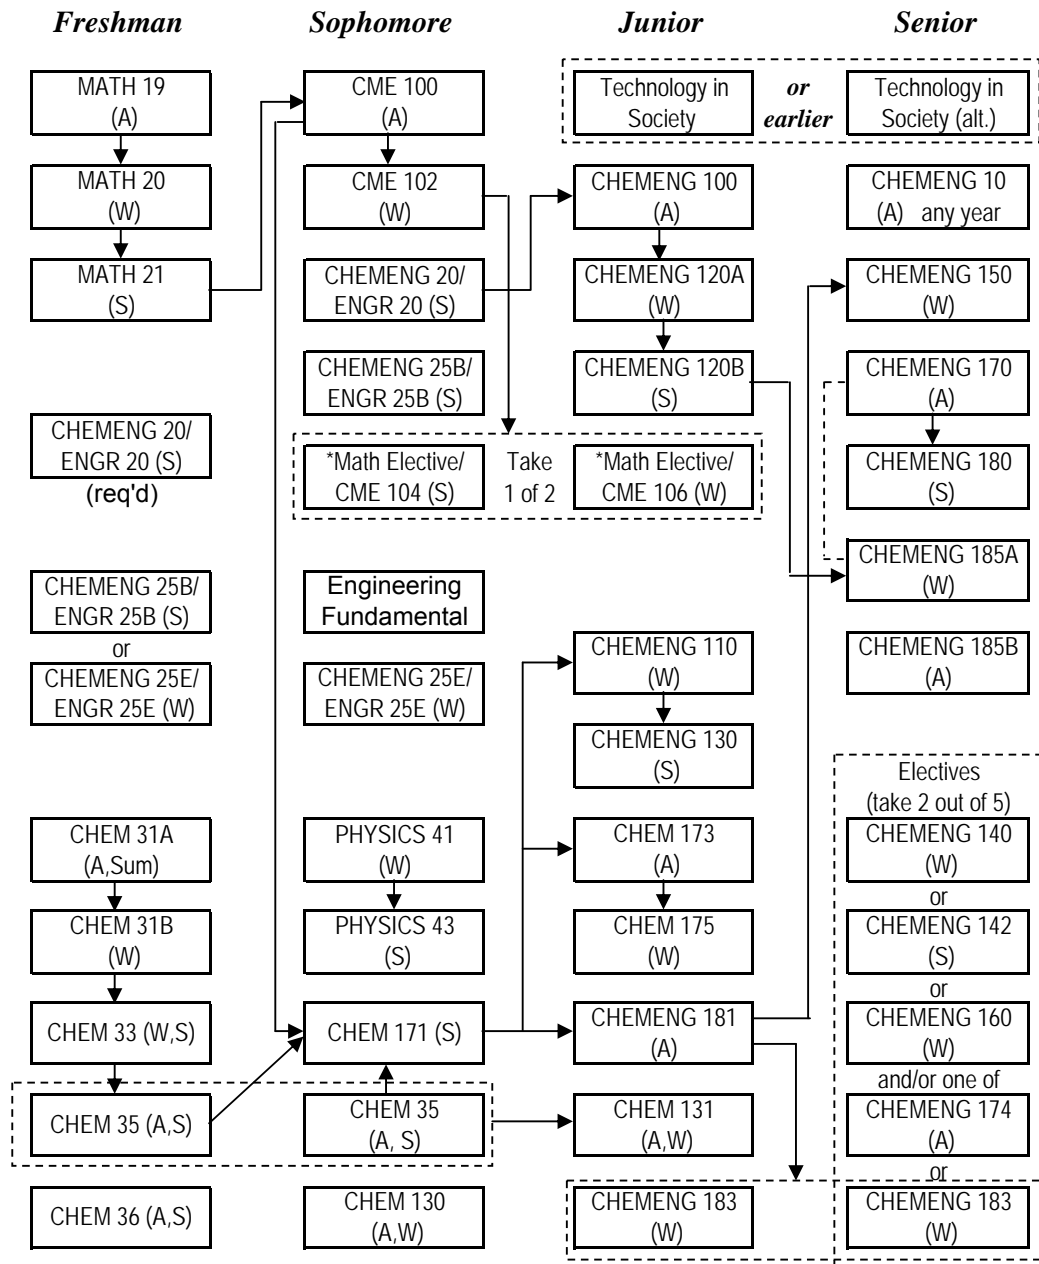 Freshman
Sophomore
Junior
Senior
MATH 19
(A)
MATH 20
(W)
MATH 21
(S)
CHEMENG 20/
ENGR 20 (S)
(req'd)
CHEMENG 25B/
ENGR 25B (S)
or
CHEMENG 25E/
ENGR 25E (W)
CHEM 31A
(A,Sum)
CHEM 31B
(W)
CHEM 33 (W,S)
CHEM 35 (A,S)
CHEM 36 (A,S)
CME 100
(A)
CME 102
(W)
CHEMENG 20/
ENGR 20 (S)
CHEMENG 25B/
ENGR 25B (S)
*Math Elective/
CME 104 (S)
Take
1 of 2
*Math Elective/
CME 106 (W)
Engineering
Fundamental
CHEMENG 25E/
ENGR 25E (W)
PHYSICS 41
(W)
PHYSICS 43
(S)
CHEM 171 (S)
CHEM 35
(A, S)
CHEM 130
(A,W)
Technology in
Society
or
earlier
Technology in
Society (alt.)
CHEMENG 100
(A)
CHEMENG 120A
(W)
CHEMENG 120B
(S)
CHEMENG 110
(W)
CHEMENG 130
(S)
CHEM 173
(A)
CHEM 175
(W)
CHEMENG 181
(A)
CHEM 131
(A,W)
CHEMENG 183
(W)
CHEMENG 10
(A) any year
CHEMENG 150
(W)
CHEMENG 170
(A)
CHEMENG 180
(S)
CHEMENG 185A
(W)
CHEMENG 185B
(A)
Electives
(take 2 out of 5)
CHEMENG 140
(W)
or
CHEMENG 142
(S)
or
CHEMENG 160
(W)
and/or one of
CHEMENG 174
(A)
or
CHEMENG 183
(W)